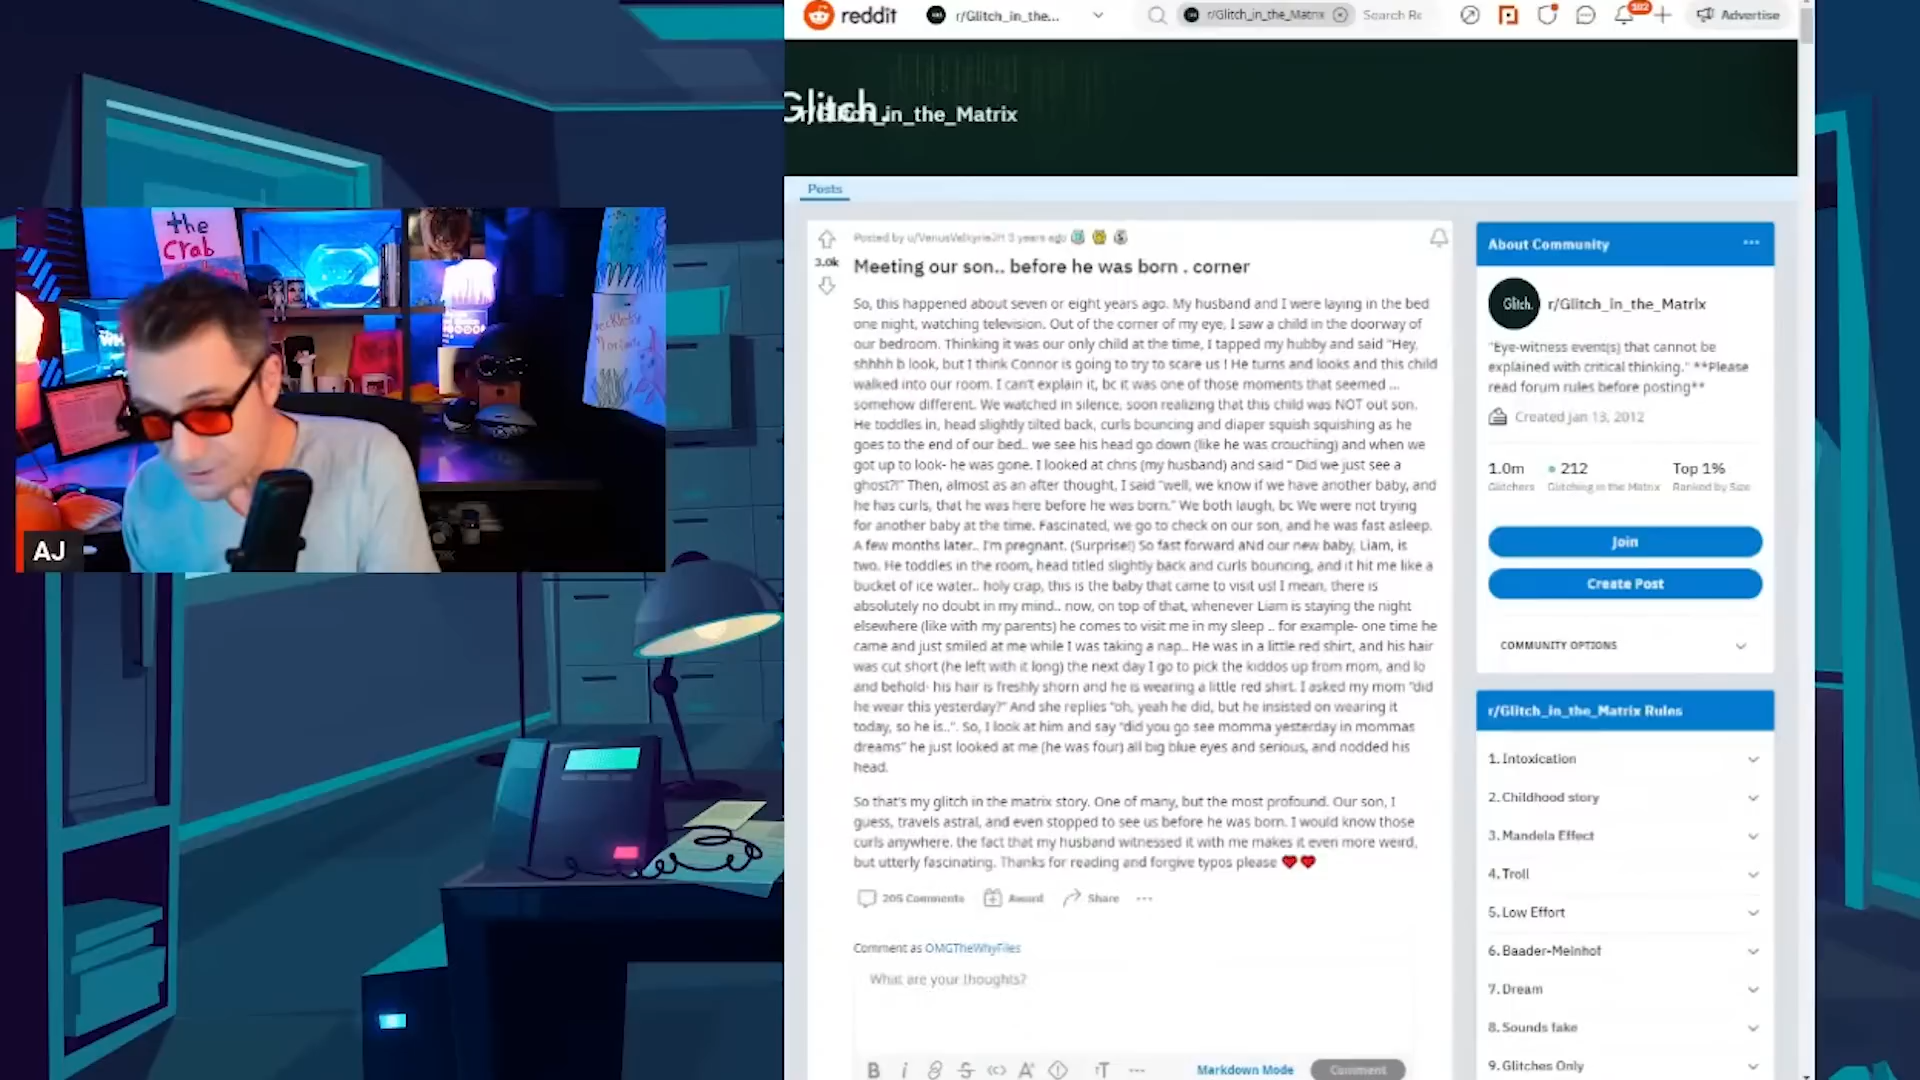 reddit
r/Glitch_in_the...
r/Glitch_in_the_Matrix
Search Re
Advertise
Glitch.
r/Glitch_in_the_Matrix
Posts
3.0k
Meeting our son.. before he was born . corner
So, this happened about seven or eight years ago. My husband and I were laying in the bed
one night, watching television. Out of the corner of my eye, I saw a child in the doorway of
our bedroom. Thinking it was our only child at the time, I tapped my hubby and said "Hey,
shhhh b look, but I think Connor is going to try to scare us ! He turns and looks and this child
walked into our room. I can't explain it, bc it was one of those moments that seemed ...
somehow different. We watched in silence, soon realizing that this child was NOT out son.
He toddles in, head slightly tilted back, curls bouncing and diaper squish squishing as he
goes to the end of our bed.. we see his head go down (like he was crouching) and when we
got up to look- he was gone. I looked at chris (my husband) and said " Did we just see a
ghost?!" Then, almost as an after thought, I said "well, we know if we have another baby, and
he has curls, that he was here before he was born." We both laugh, bc We were not trying
for another baby at the time. Fascinated, we go to check on our son, and he was fast asleep.
A few months later.. I'm pregnant. (Surprise!) So fast forward aNd our new baby, Liam, is
two. He toddles in the room, head titled slightly back and curls bouncing, and it hit me like a
bucket of ice water.. holy crap, this is the baby that came to visit us! I mean, there is
absolutely no doubt in my mind.. now, on top of that, whenever Liam is staying the night
elsewhere (like with my parents) he comes to visit me in my sleep .. for example- one time he
came and just smiled at me while I was taking a nap.. He was in a little red shirt, and his hair
was cut short (he left with it long) the next day I go to pick the kiddos up from mom, and lo
and behold- his hair is freshly shorn and he is wearing a little red shirt. I asked my mom "did
he wear this yesterday?" And she replies "oh, yeah he did, but he insisted on wearing it
today, so he is..". So, I look at him and say "did you go see momma yesterday in mommas
dreams" he just looked at me (he was four) all big blue eyes and serious, and nodded his
head.
So that's my glitch in the matrix story. One of many, but the most profound. Our son, I
guess, travels astral, and even stopped to see us before he was born. I would know those
curls anywhere. the fact that my husband witnessed it with me makes it even more weird,
but utterly fascinating. Thanks for reading and forgive typos please
205 Comments
Award
Share
Comment as OMGTheWhyFiles
What are your thoughts?
Markdown Mode
Comment
About Community
Glitch.
r/Glitch_in_the_Matrix
"Eye-witness event(s) that cannot be
explained with critical thinking." **Please
read forum rules before posting**
Created Jan 13, 2012
1.0m
212
Top 1%
Glitchers
Glitching in the Matrix
Ranked by Size
Join
Create Post
COMMUNITY OPTIONS
r/Glitch_in_the_Matrix Rules
1. Intoxication
2. Childhood story
3. Mandela Effect
4. Troll
5. Low Effort
6. Baader-Meinhof
7. Dream
8. Sounds fake
9. Glitches Only
the
Crab
AJ